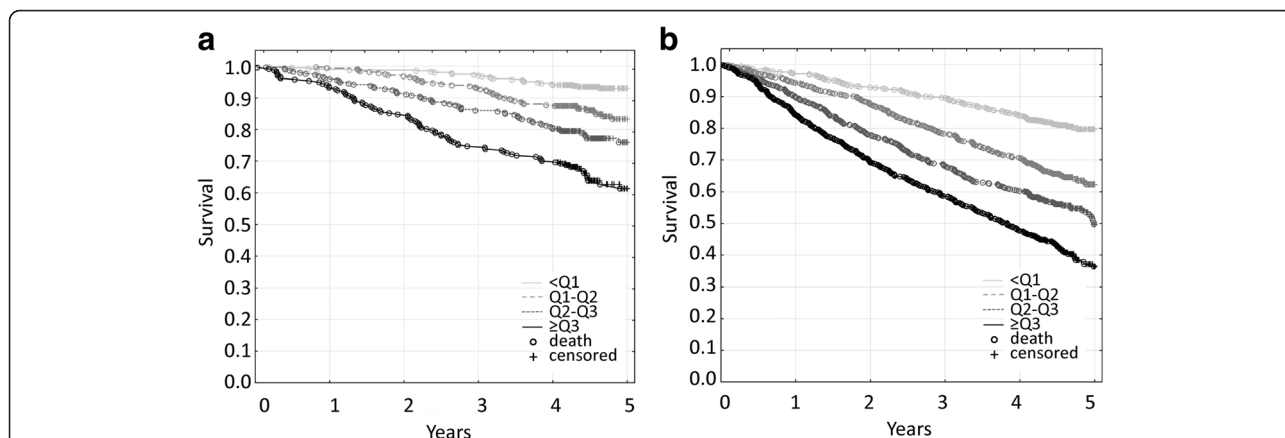 a
Survival
1.0
0.9
0.8
0.7
0.6
0.5
0.4
0.3
0.2
0.1
0.0
0 1 2 3 4 5
Years
<Q1
Q1-Q2
Q2-Q3
≥Q3
death
censored
b
Survival
1.0
0.9
0.8
0.7
0.6
0.5
0.4
0.3
0.2
0.1
0.0
0 1 2 3 4 5
Years
<Q1
Q1-Q2
Q2-Q3
≥Q3
death
censored